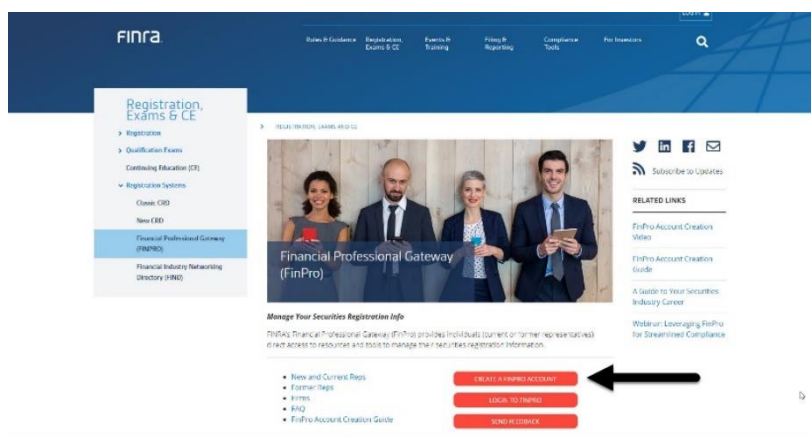 LOG IN
FINRA
Rules & Guidance
Registration,
Exams & CE
Events &
Training
Filing &
Reporting
Compliance
Tools
For Investors
Registration,
Exams & CE
Registration
Qualification Exams
Continuing Education (CE)
Registration Systems
Classic CRD
New CRD
Financial Professional Gateway
(FINPRO)
Financial Industry Networking
Directory (FIND)
REGISTRATION, EXAMS AND CE
Financial Professional Gateway
(FinPro)
Manage Your Securities Registration Info
FINRA's Financial Professional Gateway (FinPro) provides individuals (current or former representatives)
direct access to resources and tools to manage their securities registration information.
New and Current Reps
Former Reps
Firms
FAQ
FinPro Account Creation Guide
CREATE A FINPRO ACCOUNT
LOGIN TO FINPRO
SEND FEEDBACK
Subscribe to Updates
RELATED LINKS
FinPro Account Creation
Video
FinPro Account Creation
Guide
A Guide to Your Securities
Industry Career
Webinar: Leveraging FinPro
for Streamlined Compliance